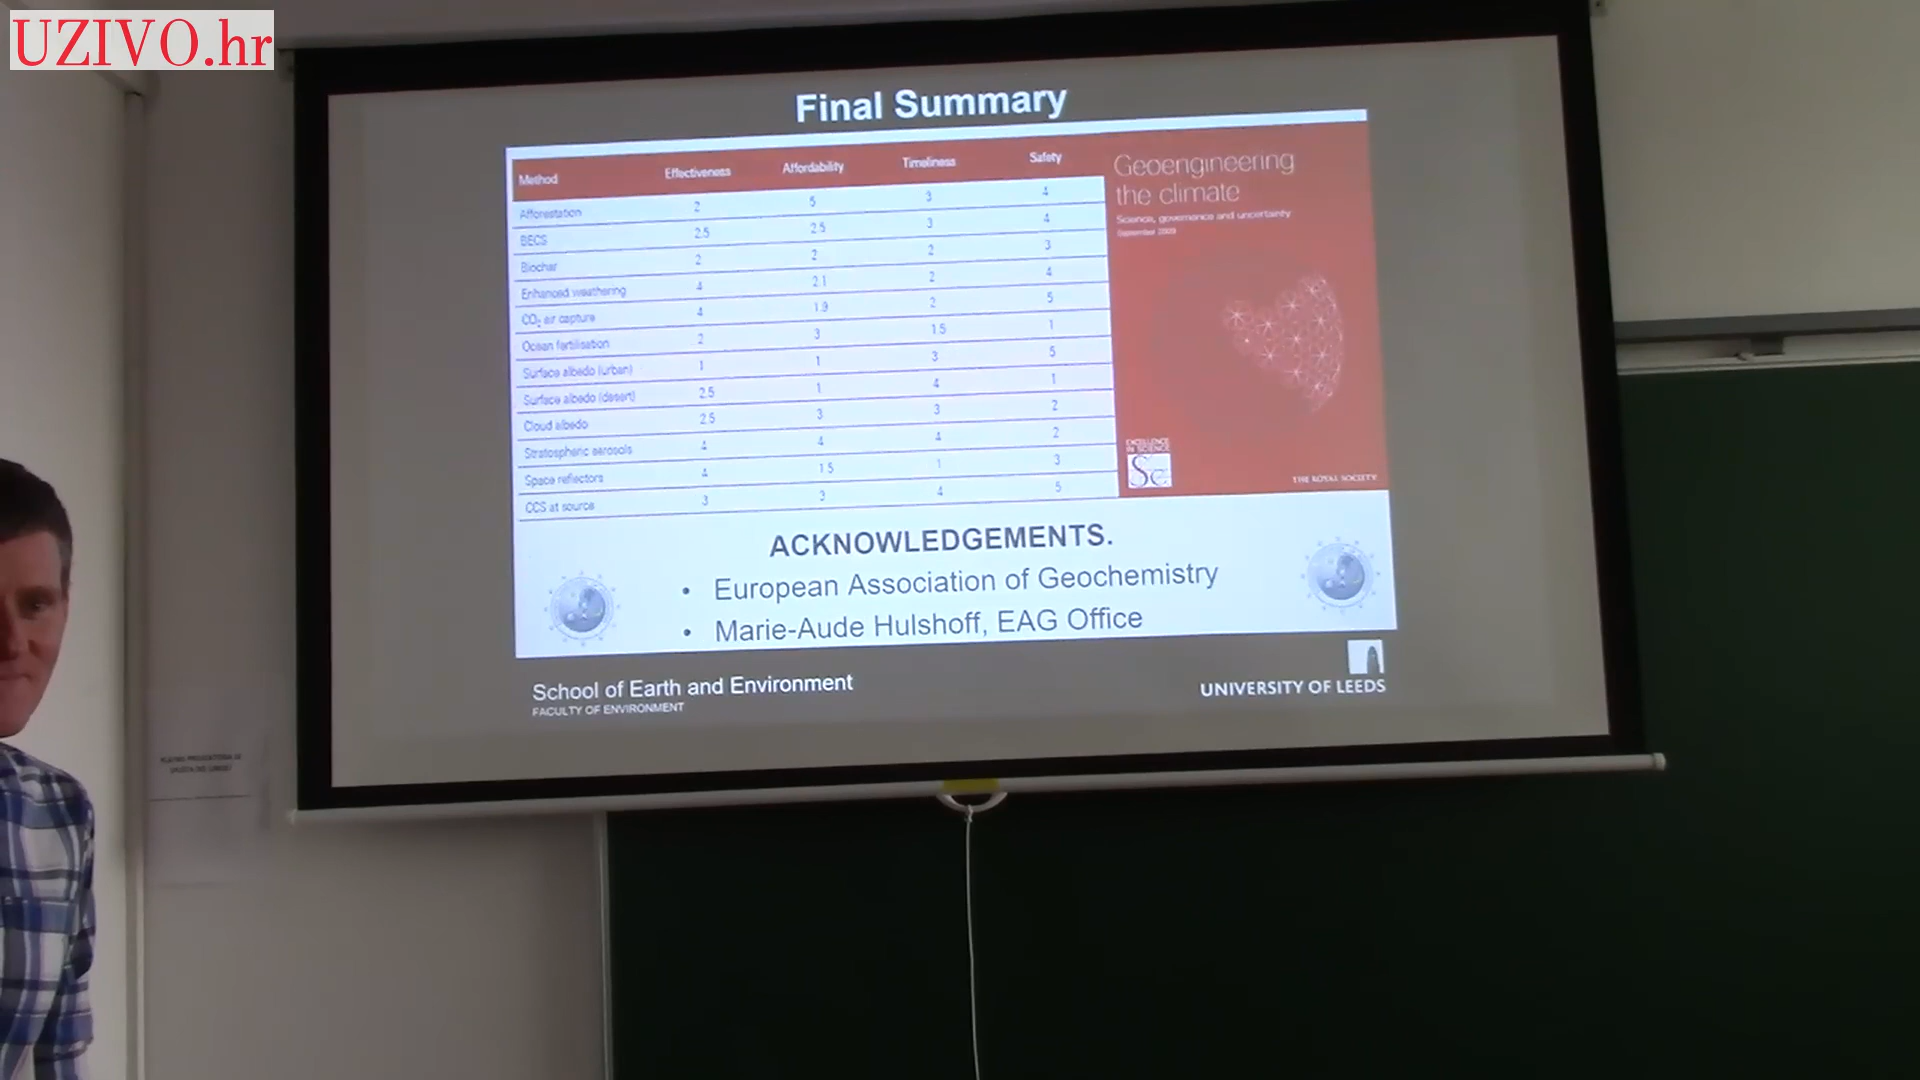 UZIVO.hr
Final Summary
Method Effectiveness Affordability Timeliness Safety
Afforestation 2 5 3 4
BECS 2.5 2.5 3 4
Biochar 2 2 2 3
Enhanced weathering 4 2.1 2 4
CO₂ air capture 4 1.9 2 5
Ocean fertilisation 2 3 1.5 1
Surface albedo (urban) 1 1 3 5
Surface albedo (desert) 2.5 1 4 1
Cloud albedo 2.5 3 3 2
Stratospheric aerosols 4 4 4 2
Space reflectors 4 1.5 1 3
CCS at source 3 3 4 5
Geoengineering
the climate
Science, governance and uncertainty
September 2009
EXCELLENCE
IN SCIENCE
Sc
THE ROYAL SOCIETY
ACKNOWLEDGEMENTS.
• European Association of Geochemistry
• Marie-Aude Hulshoff, EAG Office
School of Earth and Environment
FACULTY OF ENVIRONMENT
UNIVERSITY OF LEEDS